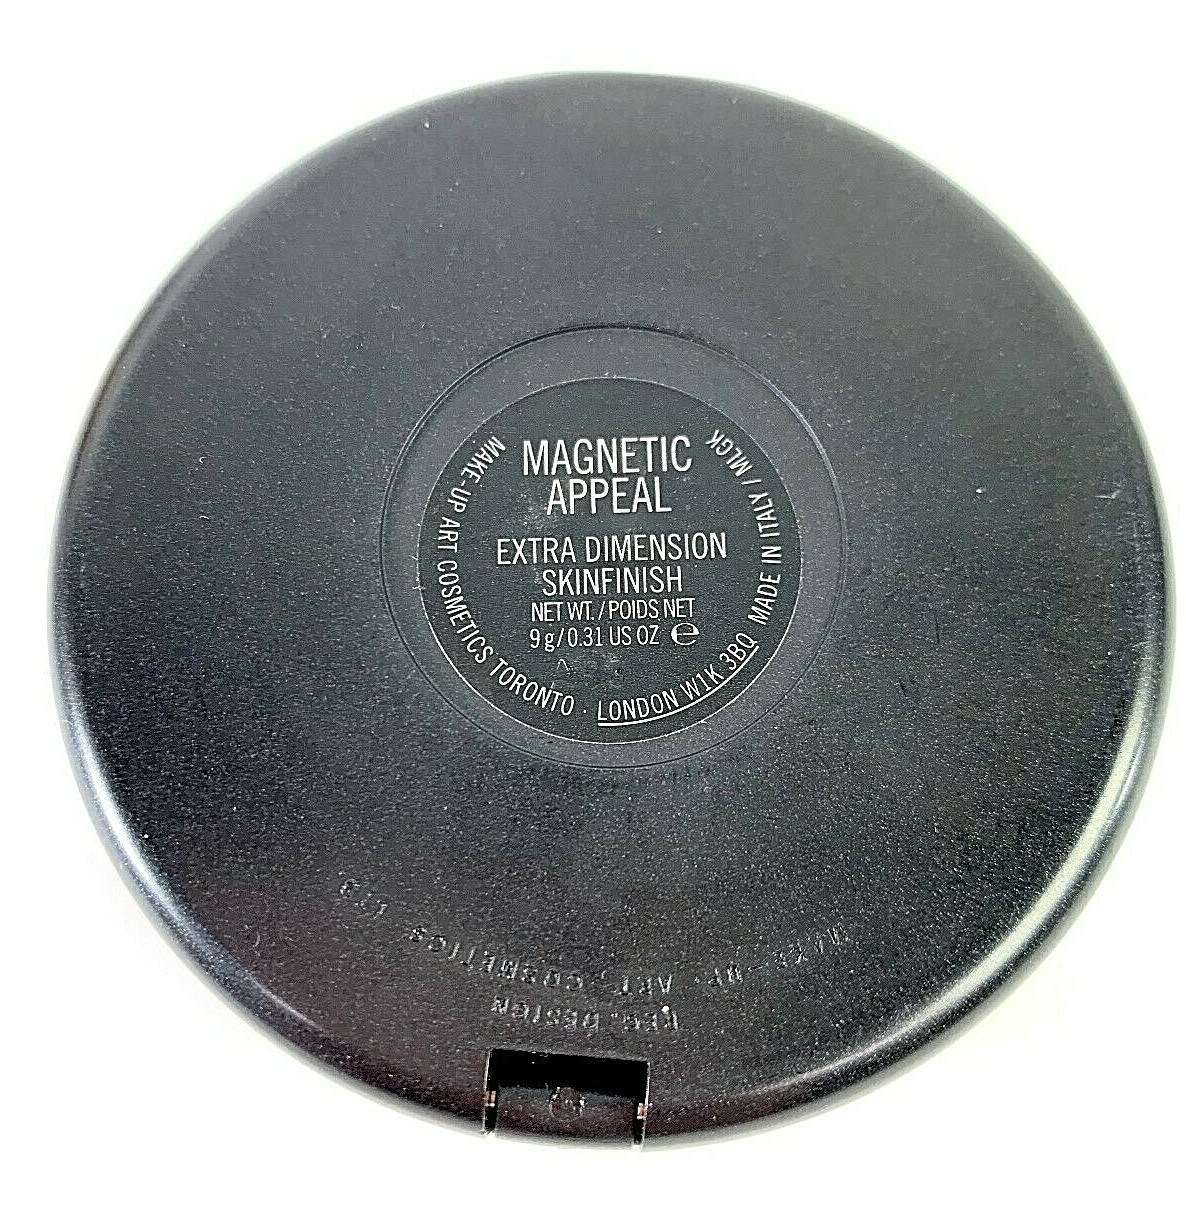 MAGNETIC
APPEAL
EXTRA DIMENSION
SKINFINISH
NET WT. / POIDS NET
9 g / 0.31 US OZ ℮
MAKE-UP ART COSMETICS TORONTO · LONDON W1K 3BQ MADE IN ITALY / MLGK
MAKE-UP ART COSMETICS LTD
REG. DESIGN